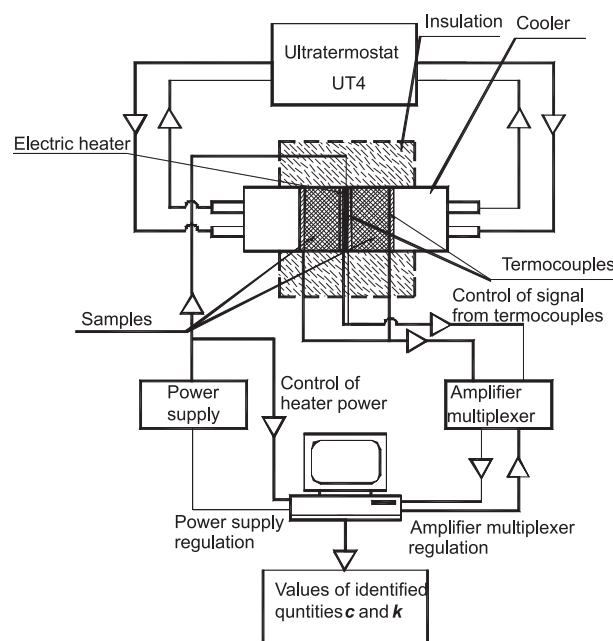 Insulation
Cooler
Ultratermostat
UT4
Electric heater
Termocouples
Control of signal
from termocouples
Samples
Power
supply
Control of
heater power
Amplifier
multiplexer
Power supply
regulation
Amplifier multiplexer
regulation
Values of identified
quntities c and k